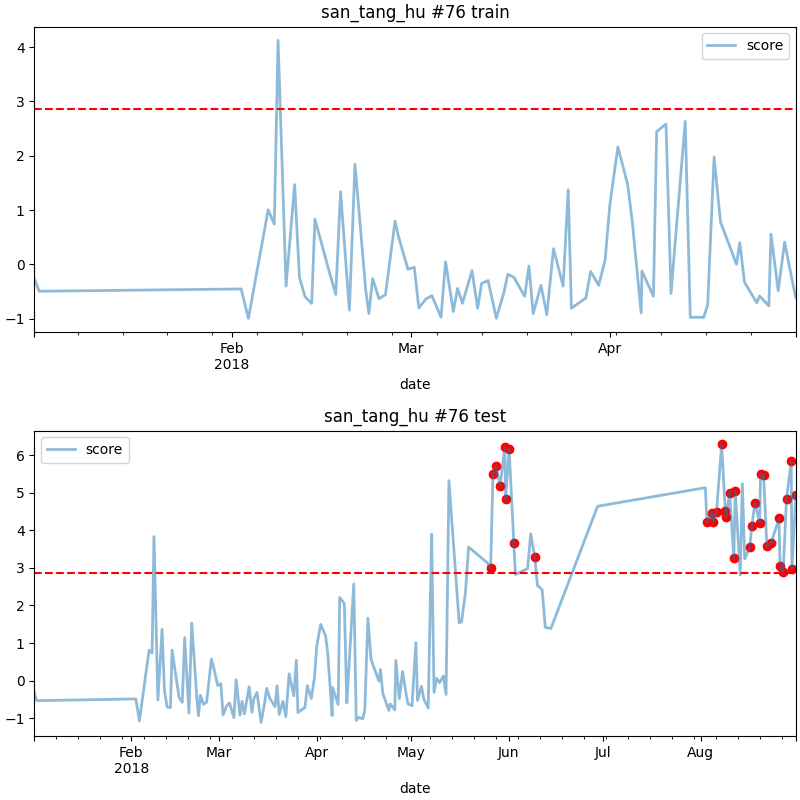 san_tang_hu #76 train
score
4
3
2
1
0
−1
Feb
2018
Mar
Apr
date
san_tang_hu #76 test
score
6
5
4
3
2
1
0
−1
Feb
2018
Mar
Apr
May
Jun
Jul
Aug
date